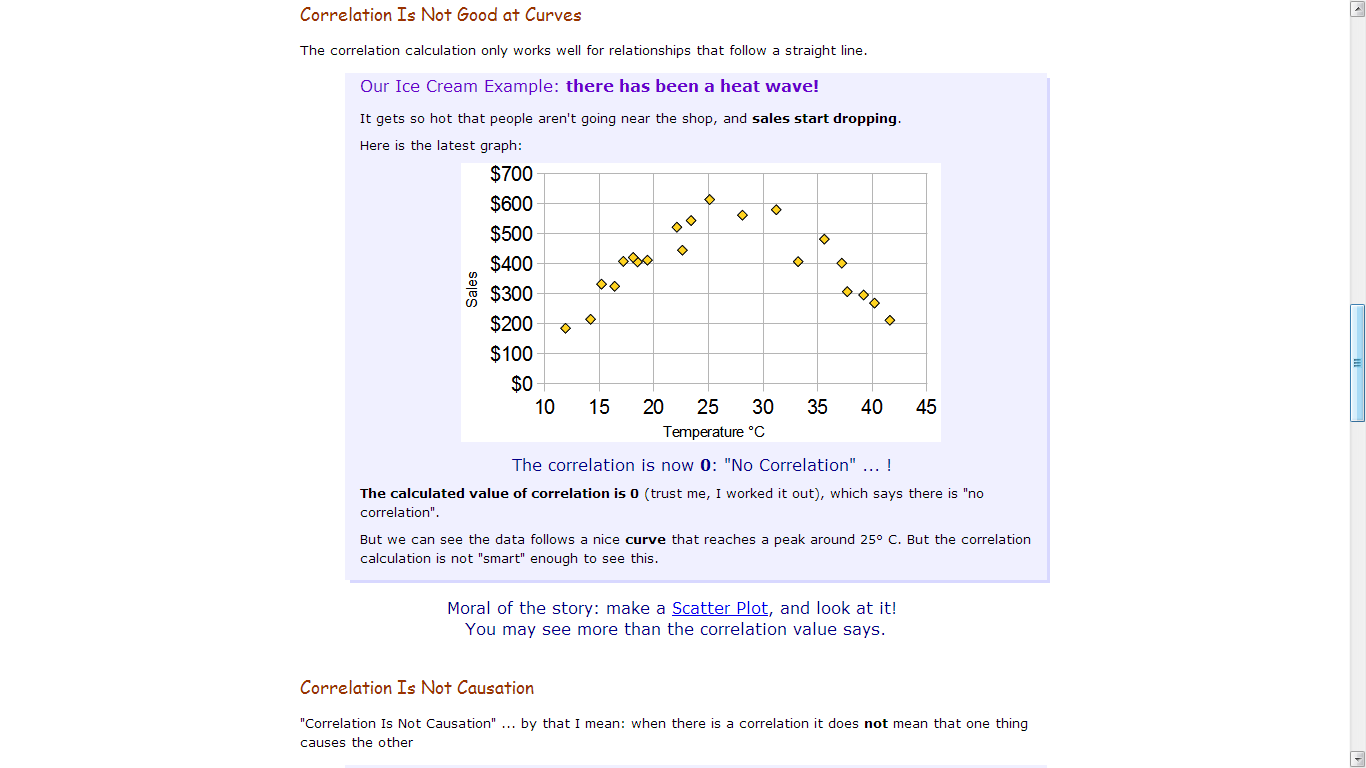 Correlation Is Not Good at Curves
The correlation calculation only works well for relationships that follow a straight line.
Our Ice Cream Example: there has been a heat wave!
It gets so hot that people aren't going near the shop, and sales start dropping.
Here is the latest graph:
$700
$600
$500
$400
$300
$200
$100
$0
Sales
10 15 20 25 30 35 40 45
Temperature °C
The correlation is now 0: "No Correlation" ... !
The calculated value of correlation is 0 (trust me, I worked it out), which says there is "no
correlation".
But we can see the data follows a nice curve that reaches a peak around 25° C. But the correlation
calculation is not "smart" enough to see this.
Moral of the story: make a Scatter Plot, and look at it!
You may see more than the correlation value says.
Correlation Is Not Causation
"Correlation Is Not Causation" ... by that I mean: when there is a correlation it does not mean that one thing
causes the other